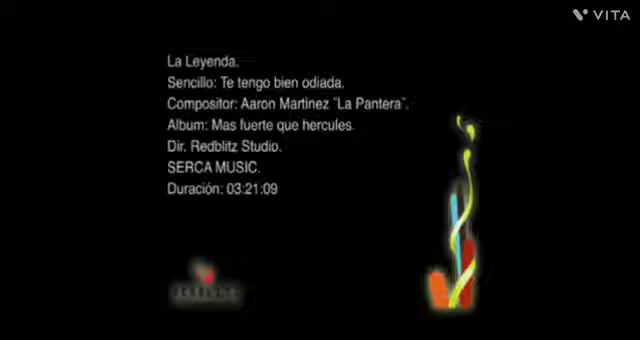 VITA
La Leyenda.
Sencillo: Te tengo bien odiada.
Compositor: Aaron Martinez ¨La Pantera¨.
Album: Mas fuerte que hercules.
Dir. Redblitz Studio.
SERCA MUSIC.
Duración: 03:21:09